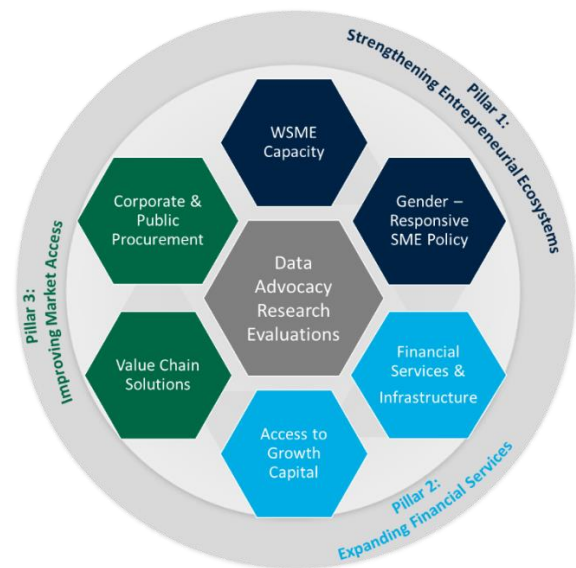 Pillar 1:
Strengthening Entrepreneurial Ecosystems
WSME
Capacity
Gender –
Responsive
SME Policy
Corporate &
Public
Procurement
Data
Advocacy
Research
Evaluations
Pillar 3:
Improving Market Access
Value Chain
Solutions
Financial
Services &
Infrastructure
Access to
Growth
Capital
Pillar 2:
Expanding Financial Services